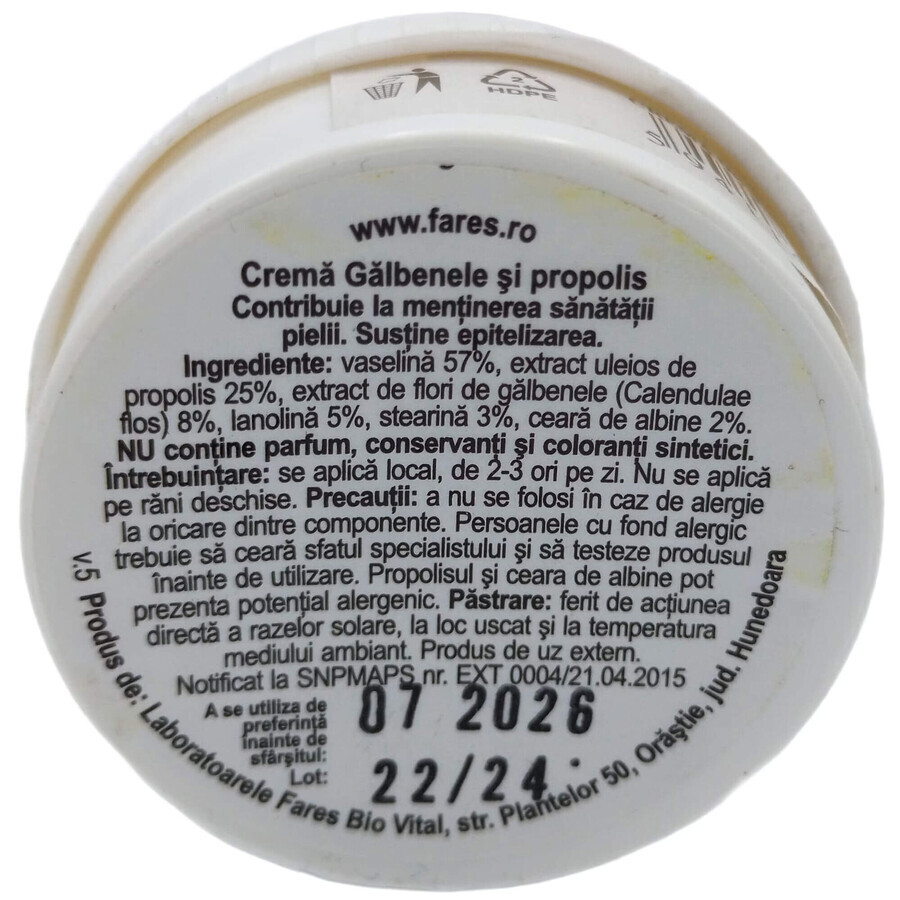 2
HDPE
www.fares.ro
Cremă Gălbenele şi propolis
Contribuie la menţinerea sănătăţii
pielii. Susţine epitelizarea.
Ingrediente: vaselină 57%, extract uleios de
propolis 25%, extract de flori de gălbenele (Calendulae
flos) 8%, lanolină 5%, stearină 3%, ceară de albine 2%.
NU conţine parfum, conservanţi şi coloranţi sintetici.
Întrebuinţare: se aplică local, de 2-3 ori pe zi. Nu se aplică
pe răni deschise. Precauţii: a nu se folosi în caz de alergie
la oricare dintre componente. Persoanele cu fond alergic
trebuie să ceară sfatul specialistului şi să testeze produsul
înainte de utilizare. Propolisul şi ceara de albine pot
prezenta potenţial alergenic. Păstrare: ferit de acţiunea
directă a razelor solare, la loc uscat şi la temperatura
mediului ambiant. Produs de uz extern.
Notificat la SNPMAPS nr. EXT 0004/21.04.2015
A se utiliza de
preferinţă
înainte de
sfârşitul:
07 2026
Lot:
22/24
v.5 Produs de: Laboratoarele Fares Bio Vital, str. Plantelor 50, Orăştie, jud. Hunedoara